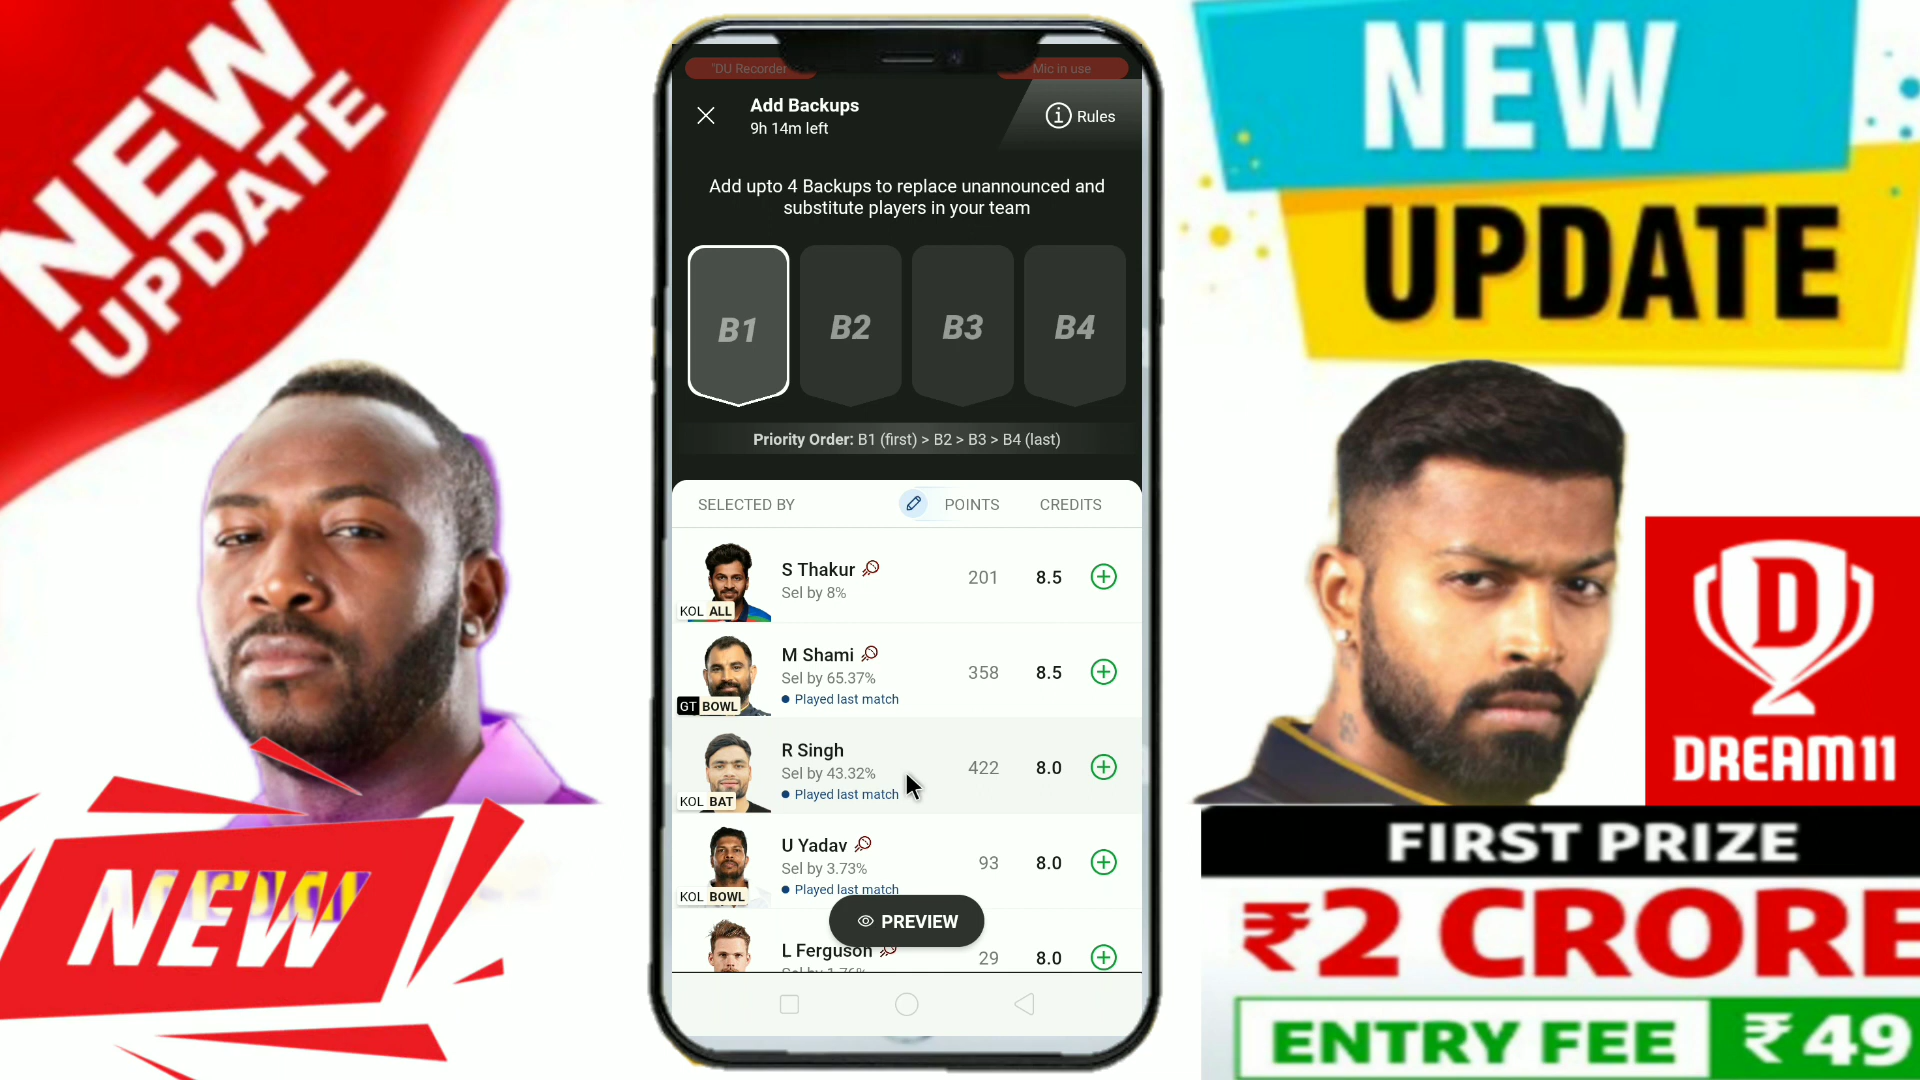 NEW
UPDATE
"DU Recorder
Mic in use
Add Backups
9h 14m left
Rules
Add upto 4 Backups to replace unannounced and
substitute players in your team
B1
B2
B3
B4
Priority Order: B1 (first) > B2 > B3 > B4 (last)
SELECTED BY
POINTS
CREDITS
S Thakur
Sel by 8%
KOL ALL
201
8.5
M Shami
Sel by 65.37%
Played last match
GT BOWL
358
8.5
R Singh
Sel by 43.32%
Played last match
KOL BAT
422
8.0
U Yadav
Sel by 3.73%
Played last match
KOL BOWL
93
8.0
L Ferguson
Sel by 1.76%
29
8.0
PREVIEW
NEW
NEW
UPDATE
D
DREAM11
FIRST PRIZE
₹2 CRORE
ENTRY FEE ₹49